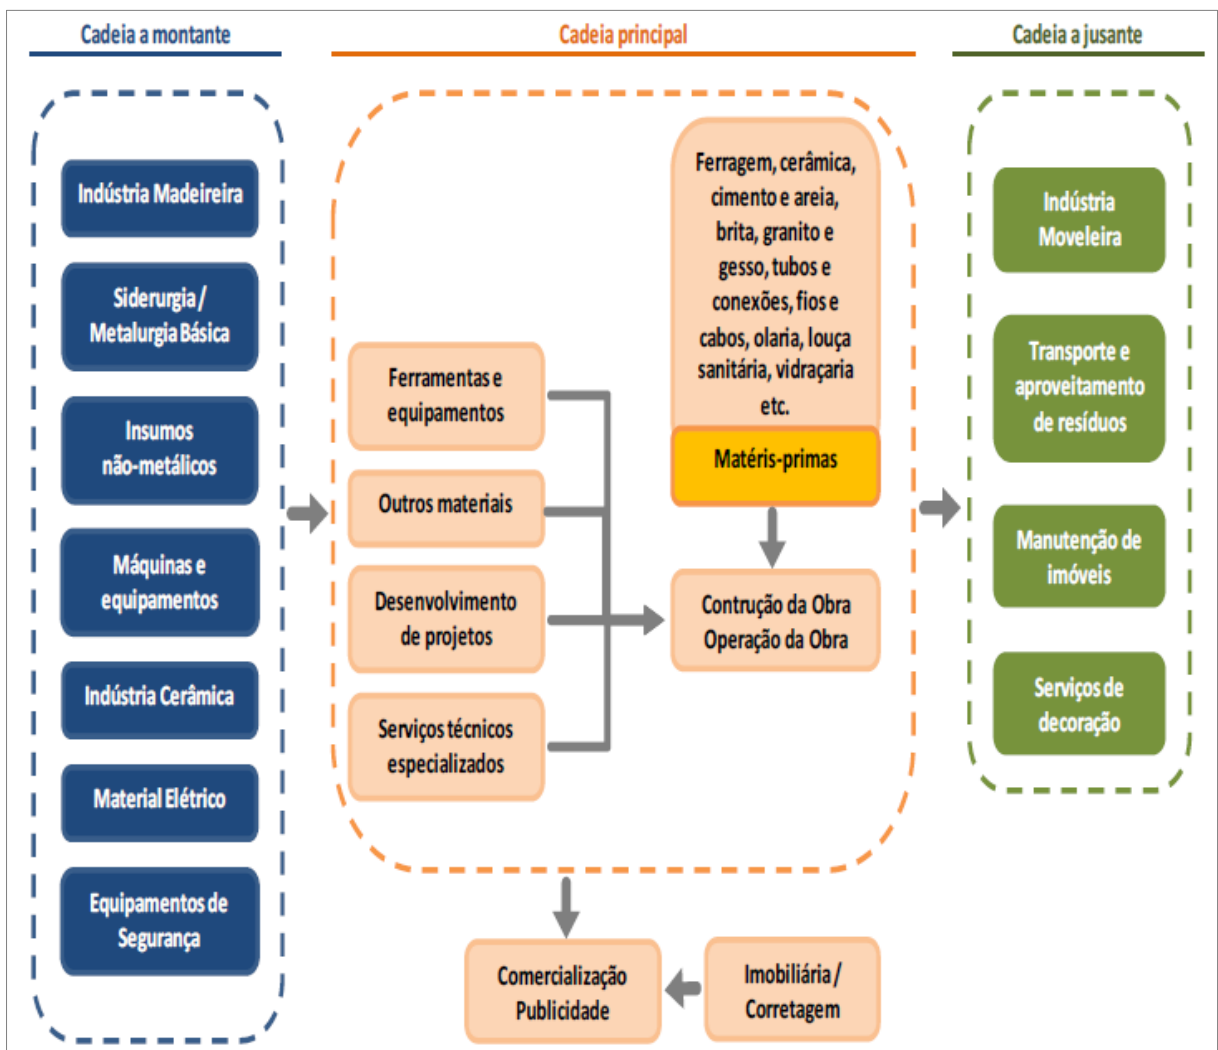 Cadeia a montante
Indústria Madeireira
Siderurgia /
Metalurgia Básica
Insumos
não-metálicos
Máquinas e
equipamentos
Indústria Cerâmica
Material Elétrico
Equipamentos de
Segurança
Cadeia principal
Ferramentas e
equipamentos
Outros materiais
Desenvolvimento
de projetos
Serviços técnicos
especializados
Ferragem, cerâmica,
cimento e areia,
brita, granito e
gesso, tubos e
conexões, fios e
cabos, olaria, louça
sanitária, vidraçaria
etc.
Matéris-primas
Contrução da Obra
Operação da Obra
Comercialização
Publicidade
Imobiliária /
Corretagem
Cadeia a jusante
Indústria
Moveleira
Transporte e
aproveitamento
de resíduos
Manutenção de
imóveis
Serviços de
decoração